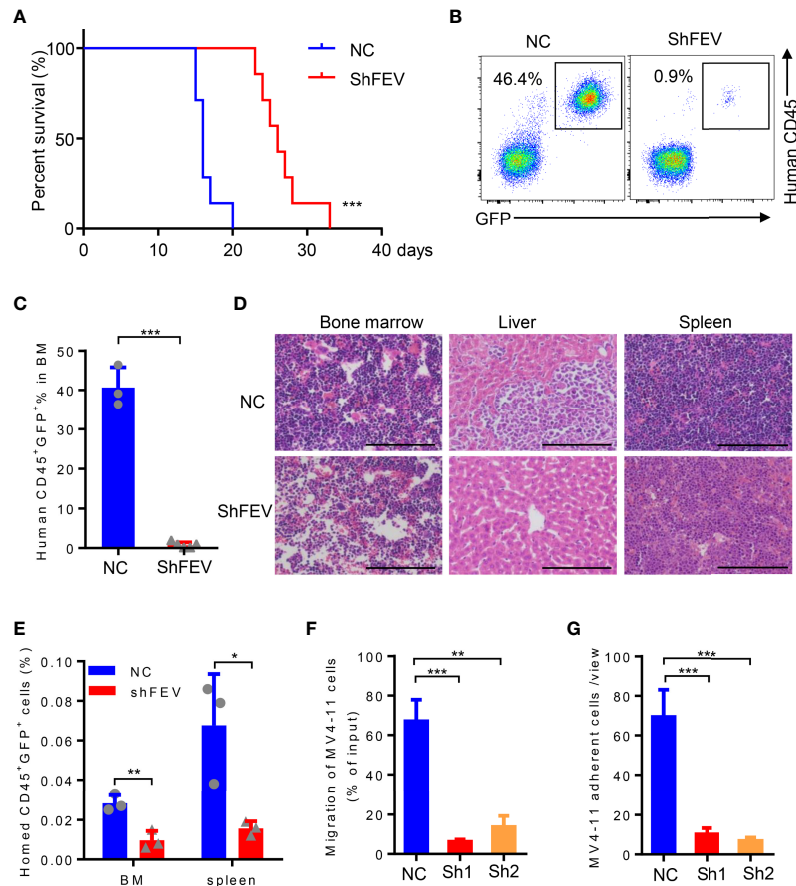 A
Percent survival (%)
100
50
0
0 10 20 30 40 days
NC
ShFEV
***
B
NC ShFEV
46.4% 0.9%
Human CD45
GFP
C
***
Human CD45+GFP+% in BM
50
40
30
20
10
0
NC ShFEV
D
Bone marrow Liver Spleen
NC
ShFEV
E
Homed CD45+GFP+ cells (%)
0.10
0.08
0.06
0.04
0.02
0.00
NC
shFEV
*
**
BM spleen
F
Migration of MV4-11 cells
(% of input)
100
80
60
40
20
0
**
***
NC Sh1 Sh2
G
MV4-11 adherent cells /view
100
80
60
40
20
0
***
***
NC Sh1 Sh2